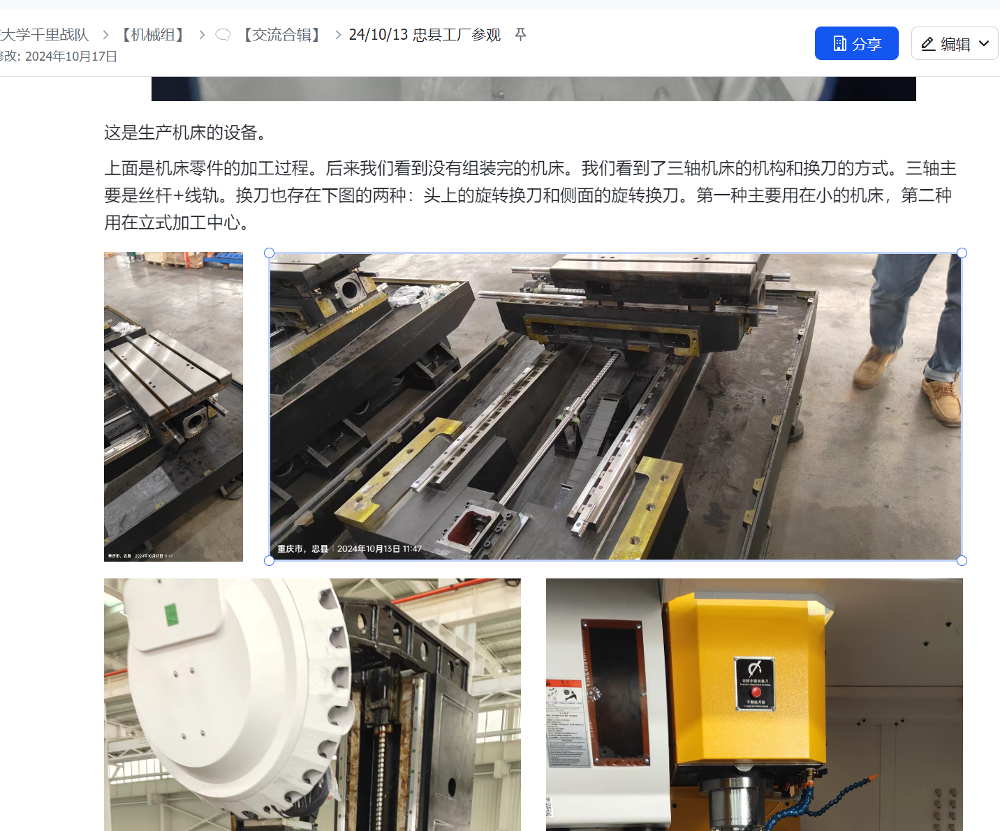 大学千里战队 > 【机械组】 > 【交流合辑】 > 24/10/13 忠县工厂参观
修改: 2024年10月17日
分享
编辑
这是生产机床的设备。
上面是机床零件的加工过程。后来我们看到没有组装完的机床。我们看到了三轴机床的机构和换刀的方式。三轴主
要是丝杆+线轨。换刀也存在下图的两种：头上的旋转换刀和侧面的旋转换刀。第一种主要用在小的机床，第二种
用在立式加工中心。
重庆市，忠县 2024年10月13日 11:47
重庆市，忠县 | 2024年10月13日 11:47
手动换刀钮